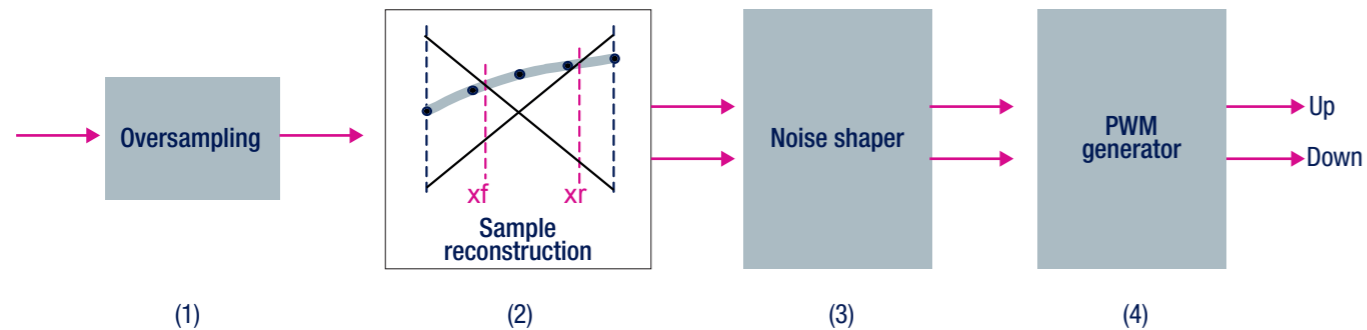 Oversampling
xf
xr
Sample
reconstruction
Noise shaper
PWM
generator
Up
Down
(1)
(2)
(3)
(4)